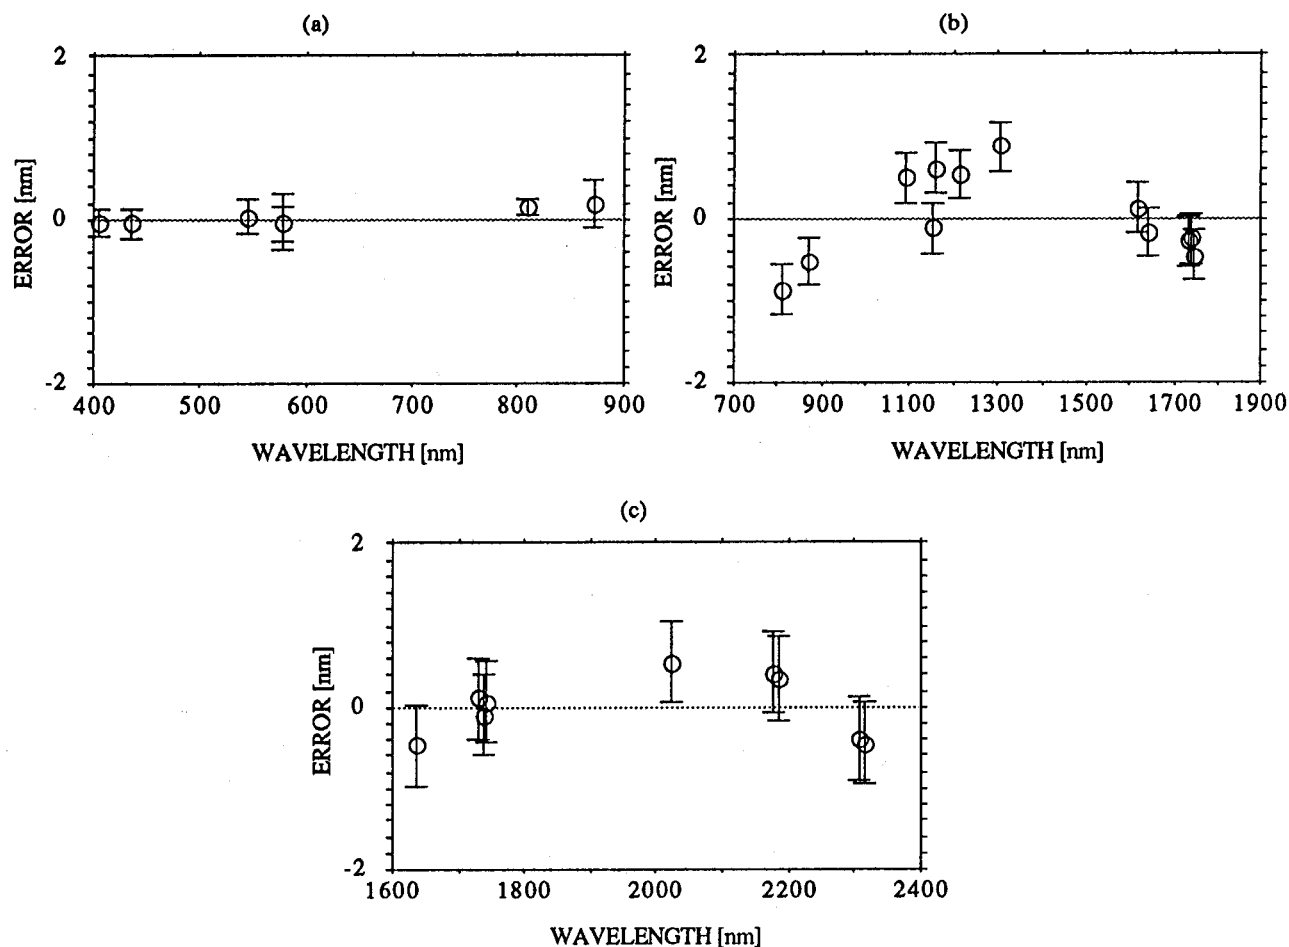 (a)
2
0
-2
ERROR [nm]
400 500 600 700 800 900
WAVELENGTH [nm]
(b)
2
0
-2
ERROR [nm]
700 900 1100 1300 1500 1700 1900
WAVELENGTH [nm]
(c)
2
0
-2
ERROR [nm]
1600 1800 2000 2200 2400
WAVELENGTH [nm]